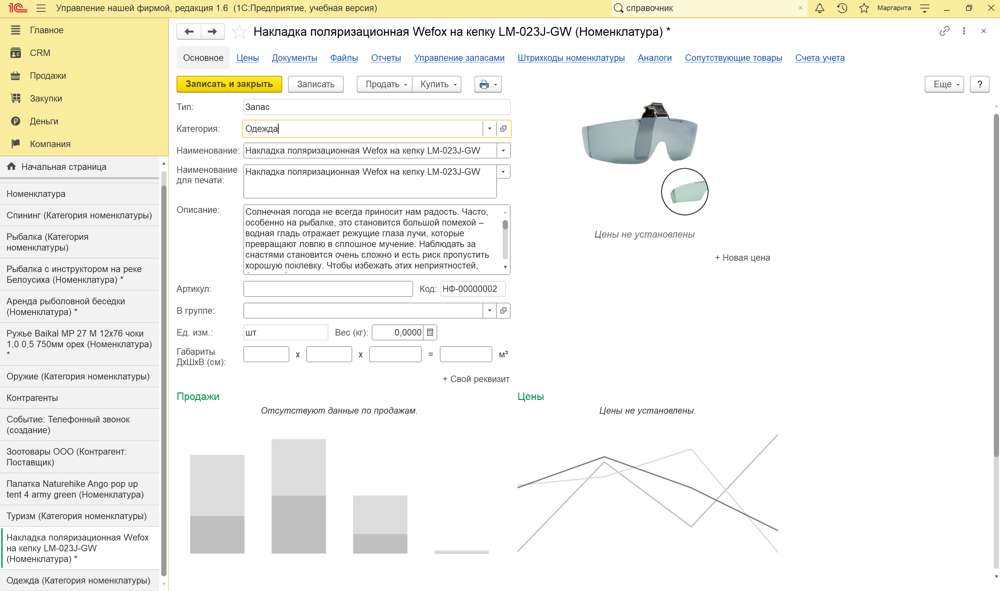 1С Управление нашей фирмой, редакция 1.6 (1С:Предприятие, учебная версия)
справочник
Маргарита
Главное
CRM
Продажи
Закупки
Деньги
Компания
Начальная страница
Номенклатура
Спининг (Категория номенклатуры)
Рыбалка (Категория
номенклатуры)
Рыбалка с инструктором на реке
Белоусиха (Номенклатура) *
Аренда рыболовной беседки
(Номенклатура) *
Ружье Baikal МР 27 М 12х76 чоки
1,0 0,5 750мм орех (Номенклатура)
*
Оружие (Категория номенклатуры)
Контрагенты
Событие: Телефонный звонок
(создание)
Зоотовары ООО (Контрагент:
Поставщик)
Палатка Naturehike Ango pop up
tent 4 army green (Номенклатура)
Туризм (Категория номенклатуры)
Накладка поляризационная Wefox
на кепку LM-023J-GW
(Номенклатура) *
Одежда (Категория номенклатуры)
Накладка поляризационная Wefox на кепку LM-023J-GW (Номенклатура) *
Основное Цены Документы Файлы Отчеты Управление запасами Штрихкоды номенклатуры Аналоги Сопутствующие товары Счета учета
Записать и закрыть Записать Продать Купить Еще ?
Тип: Запас
Категория: Одежда
Наименование: Накладка поляризационная Wefox на кепку LM-023J-GW
Наименование
для печати:
Накладка поляризационная Wefox на кепку LM-023J-GW
Описание:
Солнечная погода не всегда приносит нам радость. Часто,
особенно на рыбалке, это становится большой помехой –
водная гладь отражает режущие глаза лучи, которые
превращают ловлю в сплошное мучение. Наблюдать за
снастями становится очень сложно и есть риск пропустить
хорошую поклевку. Чтобы избежать этих неприятностей,
Артикул: Код: НФ-00000002
В группе:
Ед. изм.: шт Вес (кг): 0,0000
Габариты
ДхШхВ (см):
х х = м³
+ Свой реквизит
Цены не установлены
+ Новая цена
Продажи
Отсутствуют данные по продажам.
Цены
Цены не установлены.